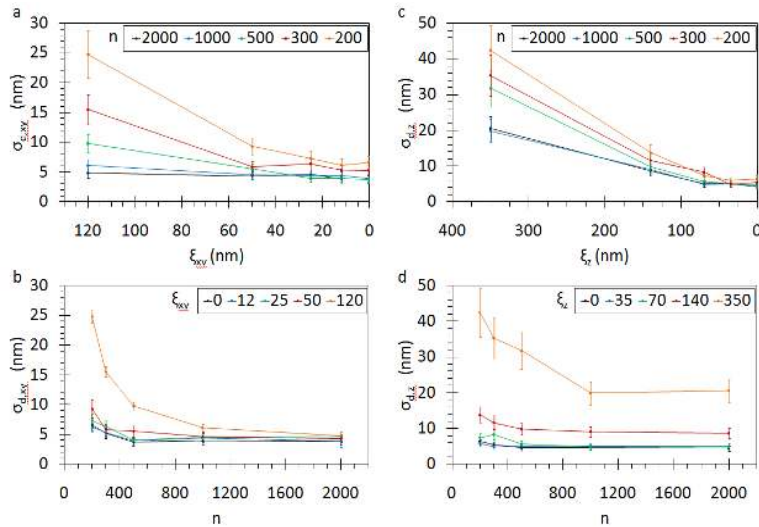 a
n 2000 1000 500 300 200
30
25
20
15
10
5
0
σc,xy (nm)
120 100 80 60 40 20 0
ξxy (nm)
c
n 2000 1000 500 300 200
50
40
30
20
10
0
σd,z (nm)
400 300 200 100 0
ξz (nm)
b
ξxy 0 12 25 50 120
30
25
20
15
10
5
0
σd,xy (nm)
0 400 800 1200 1600 2000
n
d
ξz 0 35 70 140 350
50
40
30
20
10
0
σd,z (nm)
0 400 800 1200 1600 2000
n